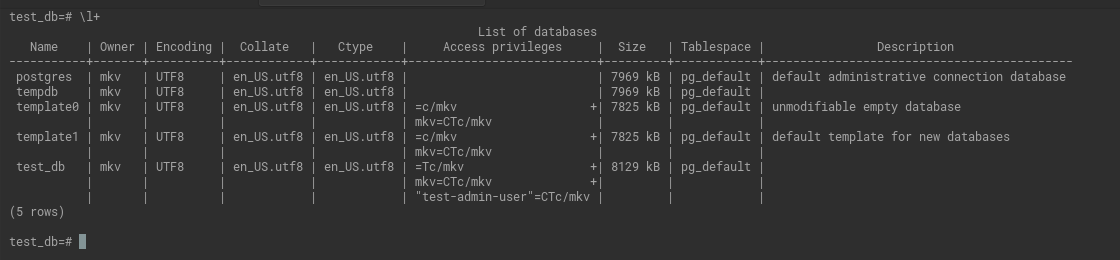 test_db=# \l+
                                                                  List of databases
   Name    | Owner | Encoding |  Collate   |   Ctype    |     Access privileges     |  Size   | Tablespace |                Description
-----------+-------+----------+------------+------------+---------------------------+---------+------------+--------------------------------------------
 postgres  | mkv   | UTF8     | en_US.utf8 | en_US.utf8 |                           | 7969 kB | pg_default | default administrative connection database
 tempdb    | mkv   | UTF8     | en_US.utf8 | en_US.utf8 |                           | 7969 kB | pg_default |
 template0 | mkv   | UTF8     | en_US.utf8 | en_US.utf8 | =c/mkv                   +| 7825 kB | pg_default | unmodifiable empty database
           |       |          |            |            | mkv=CTc/mkv               |         |            |
 template1 | mkv   | UTF8     | en_US.utf8 | en_US.utf8 | =c/mkv                   +| 7825 kB | pg_default | default template for new databases
           |       |          |            |            | mkv=CTc/mkv               |         |            |
 test_db   | mkv   | UTF8     | en_US.utf8 | en_US.utf8 | =Tc/mkv                  +| 8129 kB | pg_default |
           |       |          |            |            | mkv=CTc/mkv              +|         |            |
           |       |          |            |            | "test-admin-user"=CTc/mkv |         |            |
(5 rows)

test_db=#